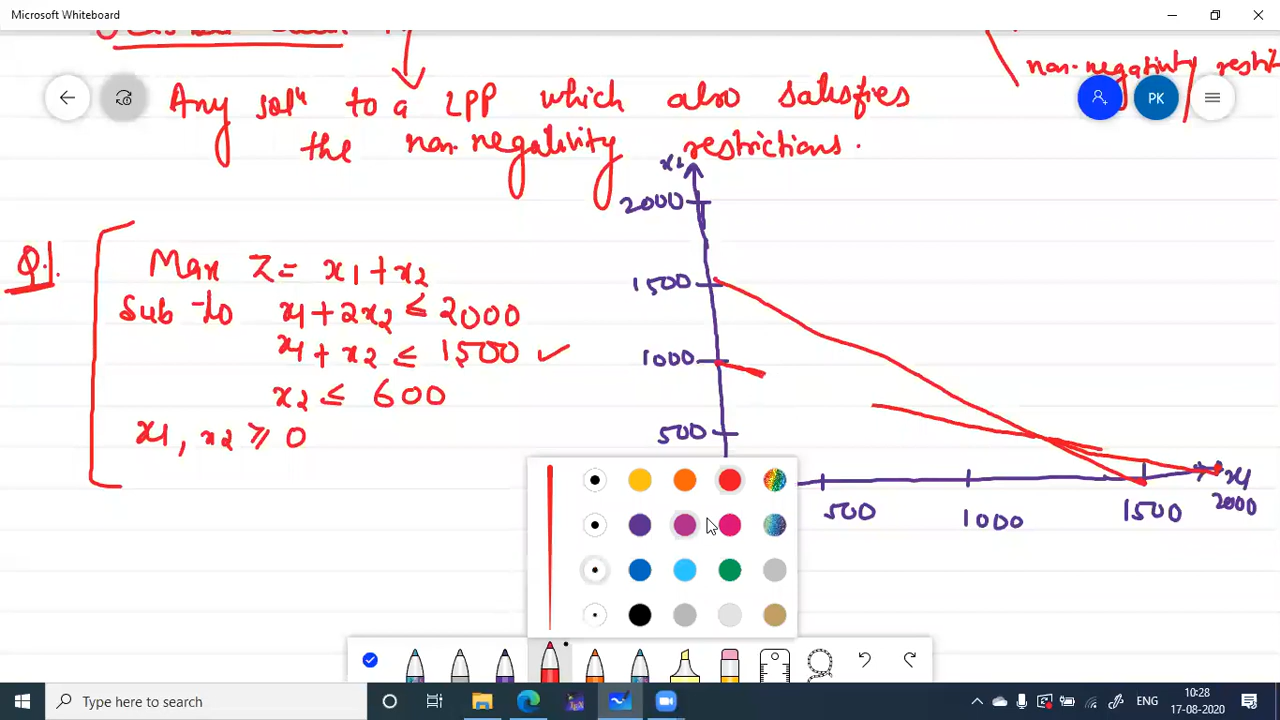 Microsoft Whiteboard
non-negativity
PK
Any solⁿ to a LPP which also satisfies
the non-negativity restrictions.
Q.1.
Max Z = x1 + x2
Sub to x1 + 2x2 ≤ 2000
x1 + x2 ≤ 1500 ✓
x2 ≤ 600
x1, x2 ≥ 0
x2
2000
1500
1000
500
500
1000
1500
2000
x1
Type here to search
ENG
10:28
17-08-2020